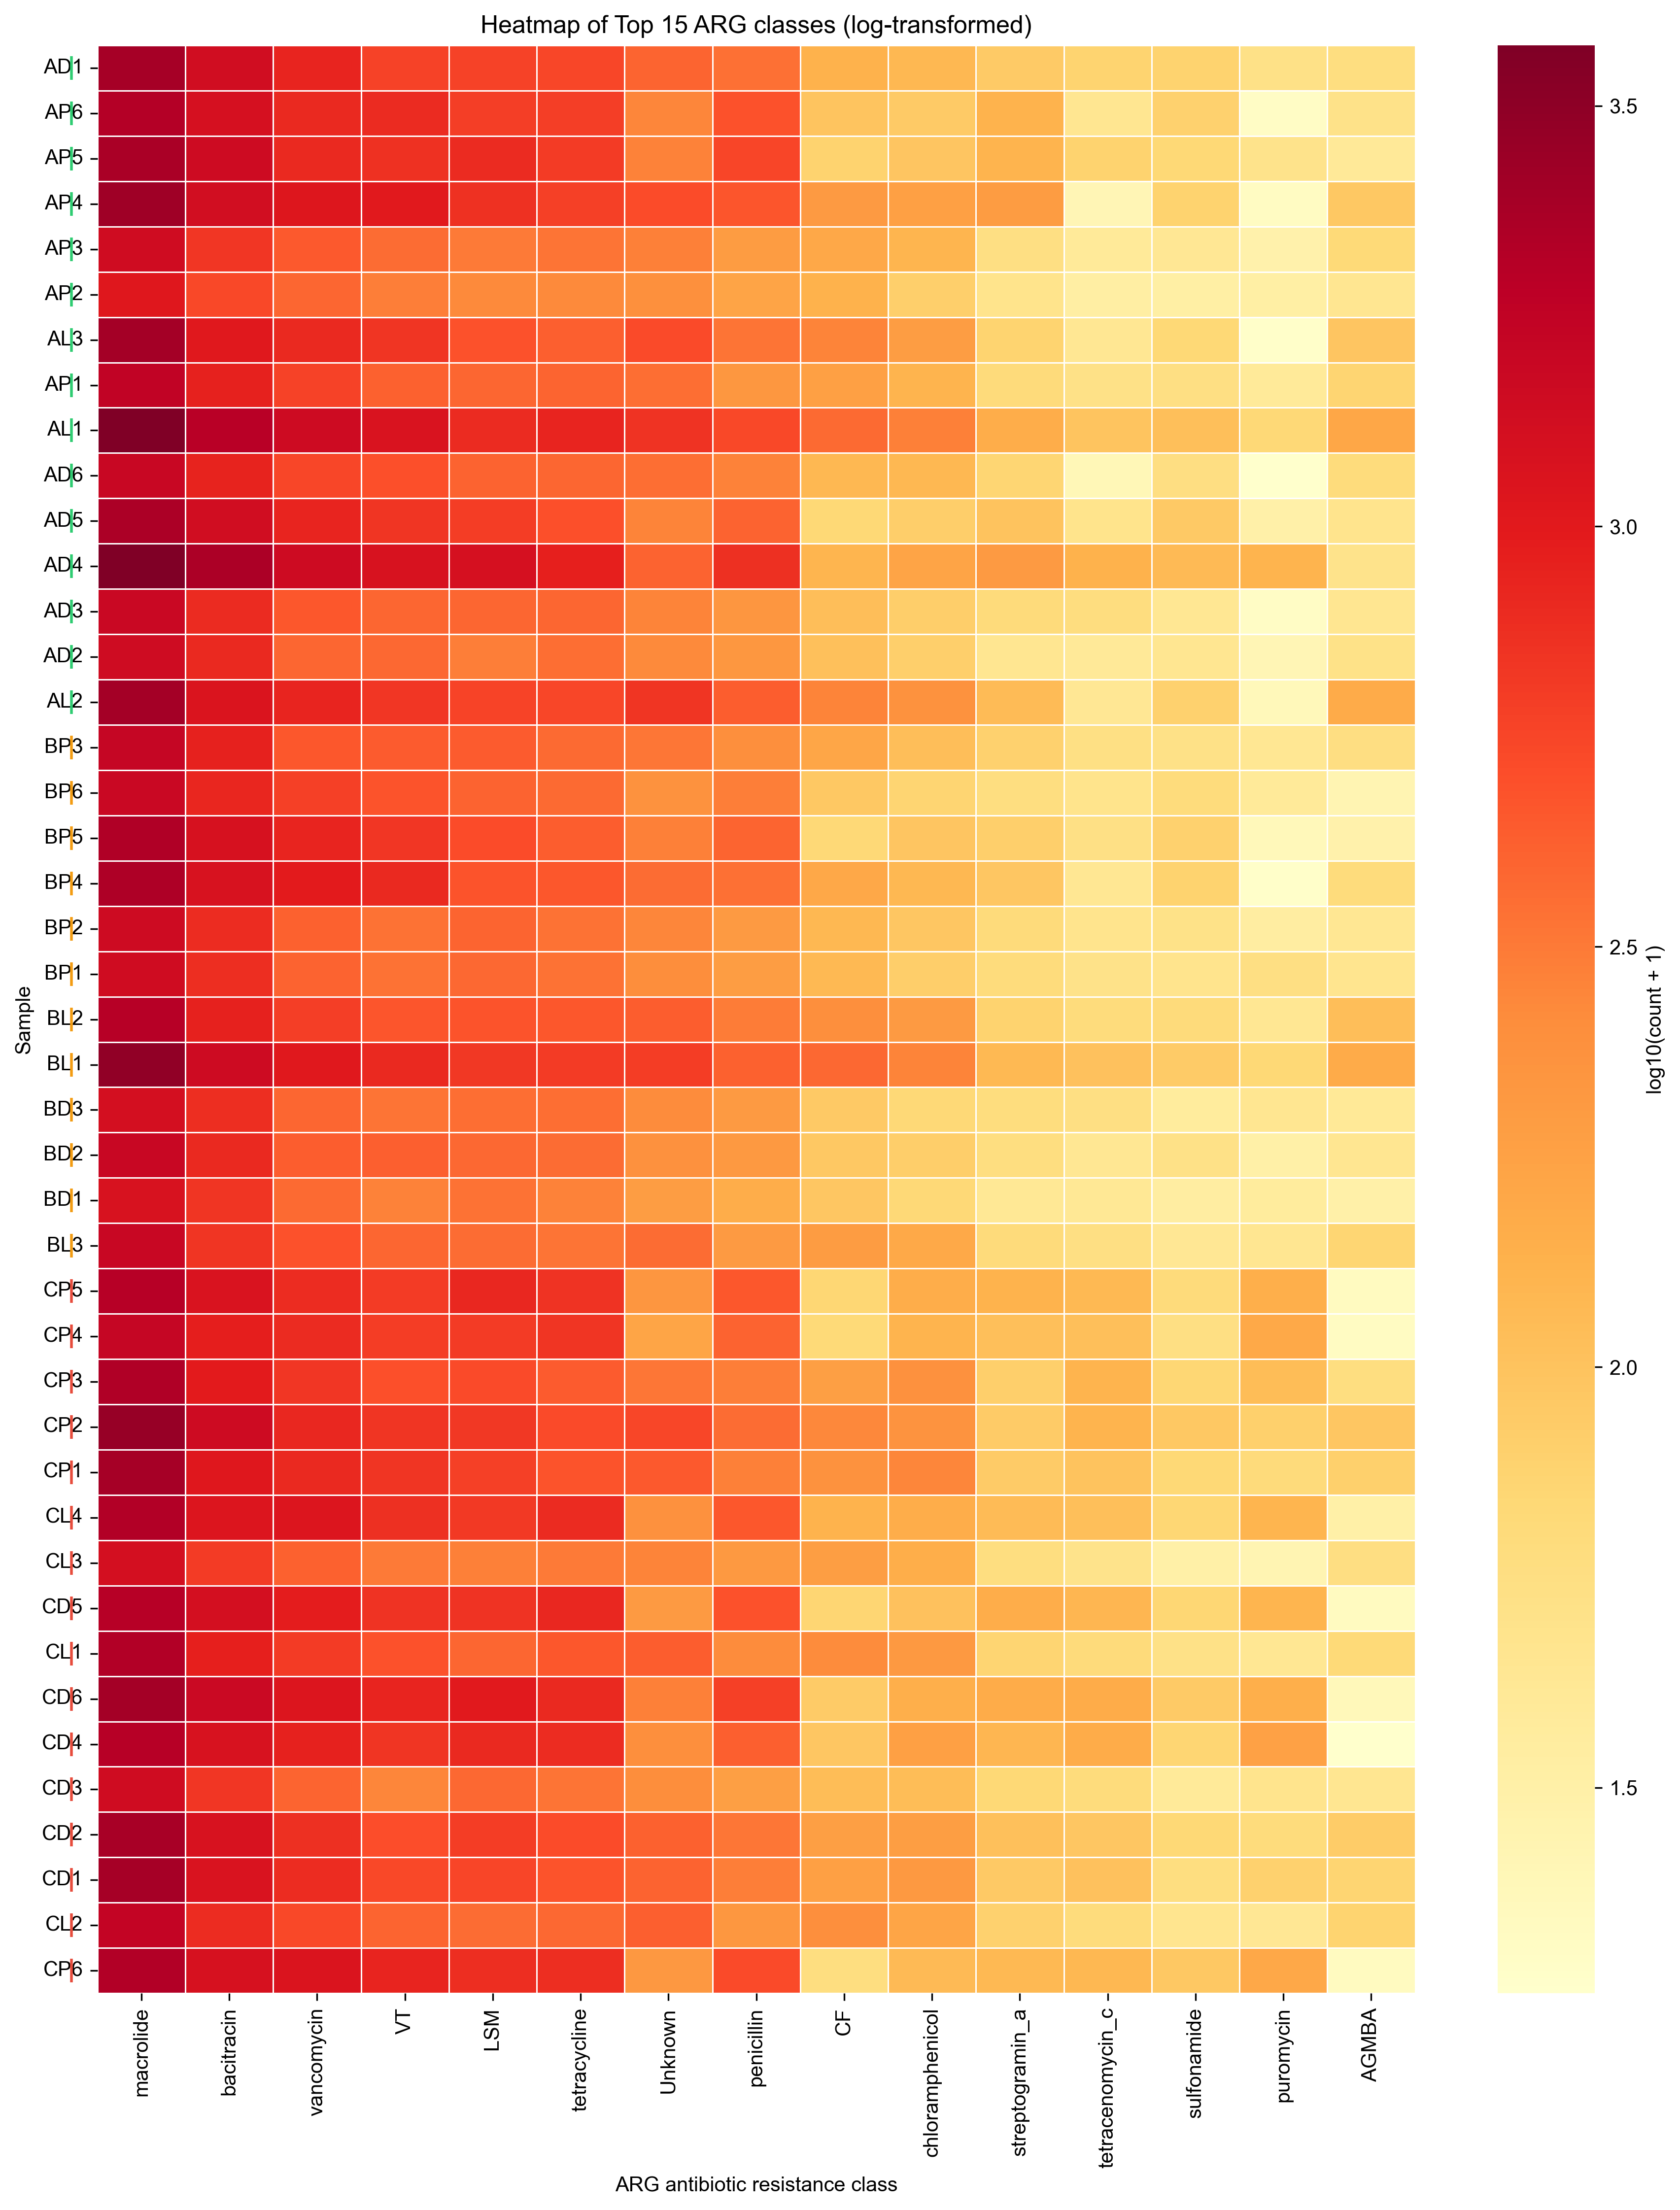 Heatmap of Top 15 ARG classes (log-transformed)
AD1
AP6
AP5
AP4
AP3
AP2
AL3
AP1
AL1
AD6
AD5
AD4
AD3
AD2
AL2
BP3
BP6
BP5
BP4
BP2
BP1
BL2
BL1
BD3
BD2
BD1
BL3
CP5
CP4
CP3
CP2
CP1
CL4
CL3
CD5
CL1
CD6
CD4
CD3
CD2
CD1
CL2
CP6
Sample
macrolide
bacitracin
vancomycin
VT
LSM
tetracycline
Unknown
penicillin
CF
chloramphenicol
streptogramin_a
tetracenomycin_c
sulfonamide
puromycin
AGMBA
ARG antibiotic resistance class
3.5
3.0
2.5
2.0
1.5
log10(count + 1)